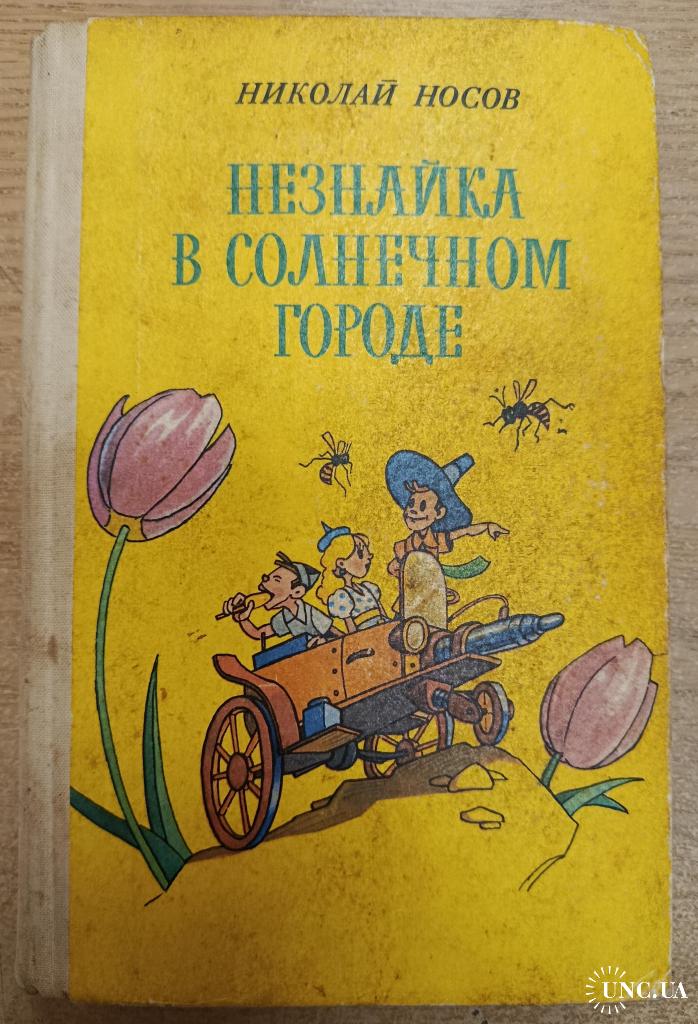 НИКОЛАЙ НОСОВ
НЕЗНАЙКА
В СОЛНЕЧНОМ
ГОРОДЕ
UNC.UA